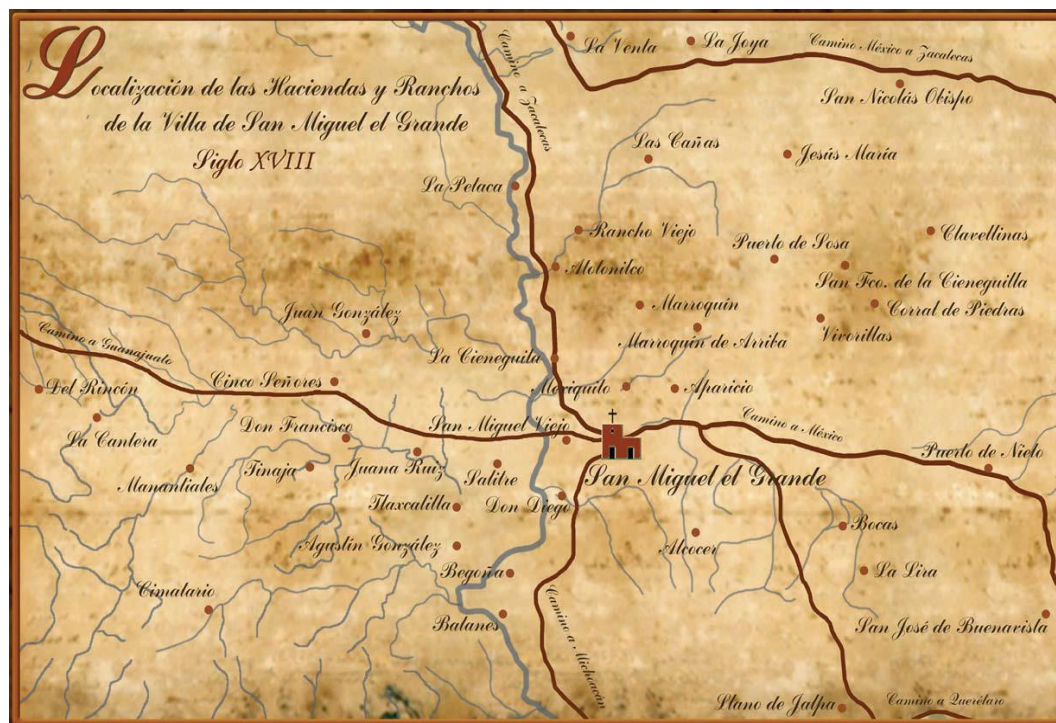 Localización de las Haciendas y Ranchos
de la Villa de San Miguel el Grande
Siglo XVIII
Camino a Zacatecas
La Venta
La Joya
Camino México a Zacatecas
San Nicolás Obispo
Las Cañas
Jesús María
La Petaca
Rancho Viejo
Puerto de Sosa
Clavellinas
Atotonilco
San Fco. de la Cieneguilla
Juan González
Marroquin
Corral de Piedras
Vivorillas
Marroquin de Arriba
Camino a Guanajuato
La Cieneguila
Del Rincón
Cinco Señores
Mexiquito
Aparicio
La Cantera
Don Francisco
San Miguel Viejo
Camino a México
Puerto de Nieto
Manantiales
Tinaja
Juana Ruiz
Salitre
San Miguel el Grande
Tlaxcalilla
Don Diego
Bocas
Agustín González
Alcocer
Begoña
La Lira
Cimatario
Batanes
San José de Buenavista
Camino a Michoacán
Llano de Jalpa
Camino a Querétaro